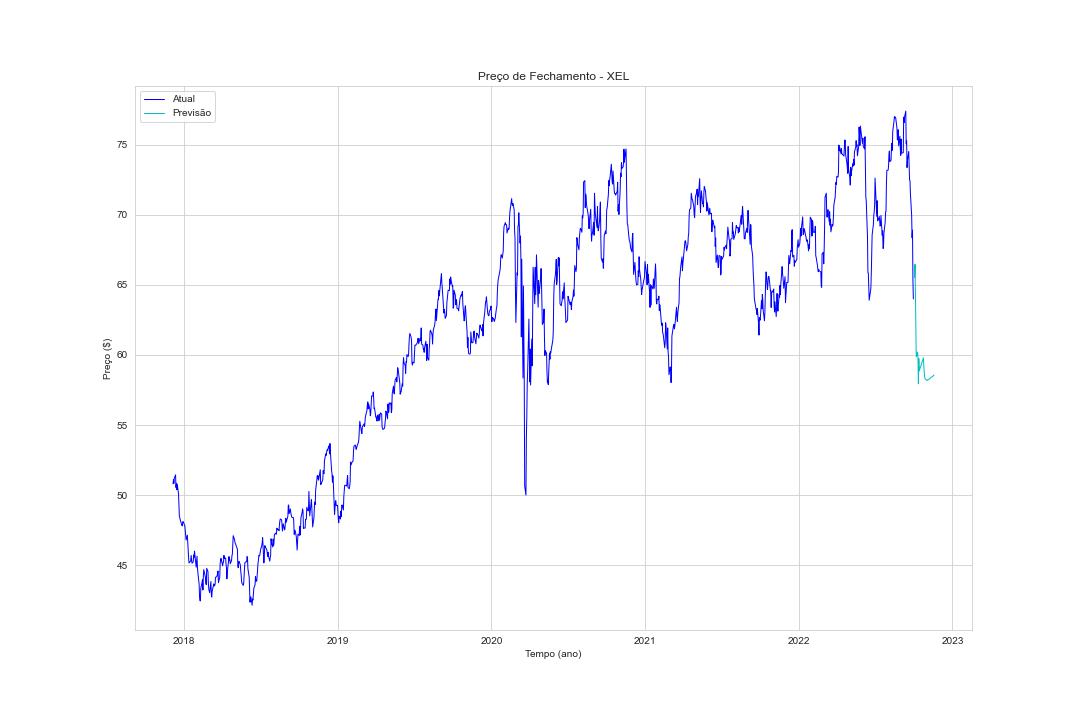 Preço de Fechamento - XEL
Atual
Previsão
Preço ($)
75
70
65
60
55
50
45
2018 2019 2020 2021 2022 2023
Tempo (ano)